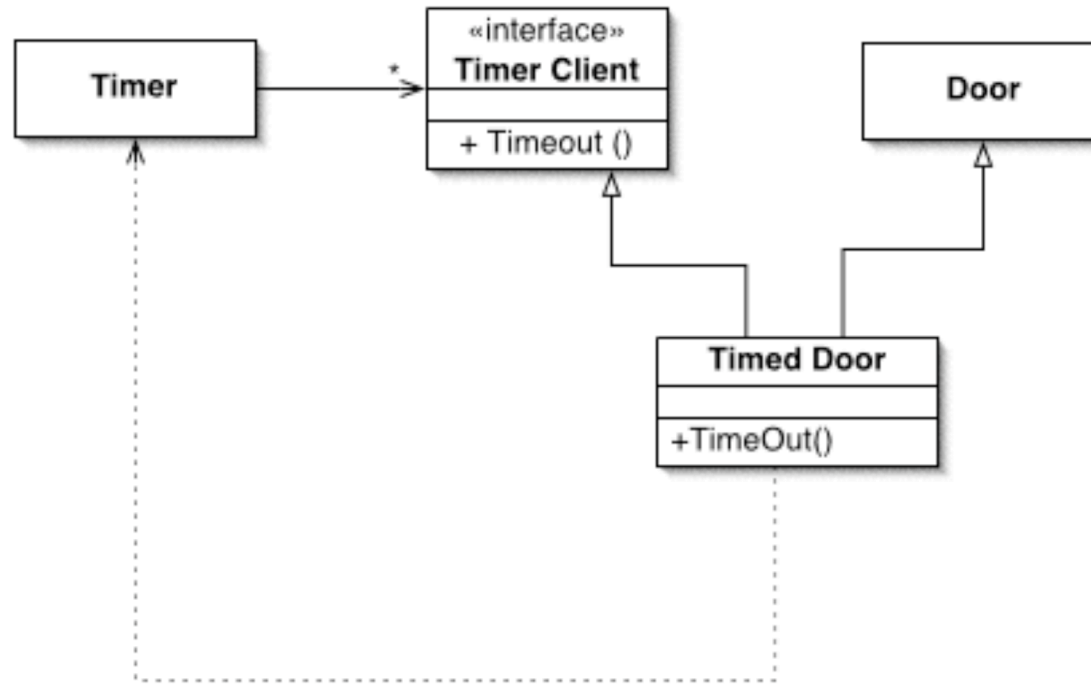 Timer
*
«interface»
Timer Client
+ Timeout ()
Door
Timed Door
+TimeOut()